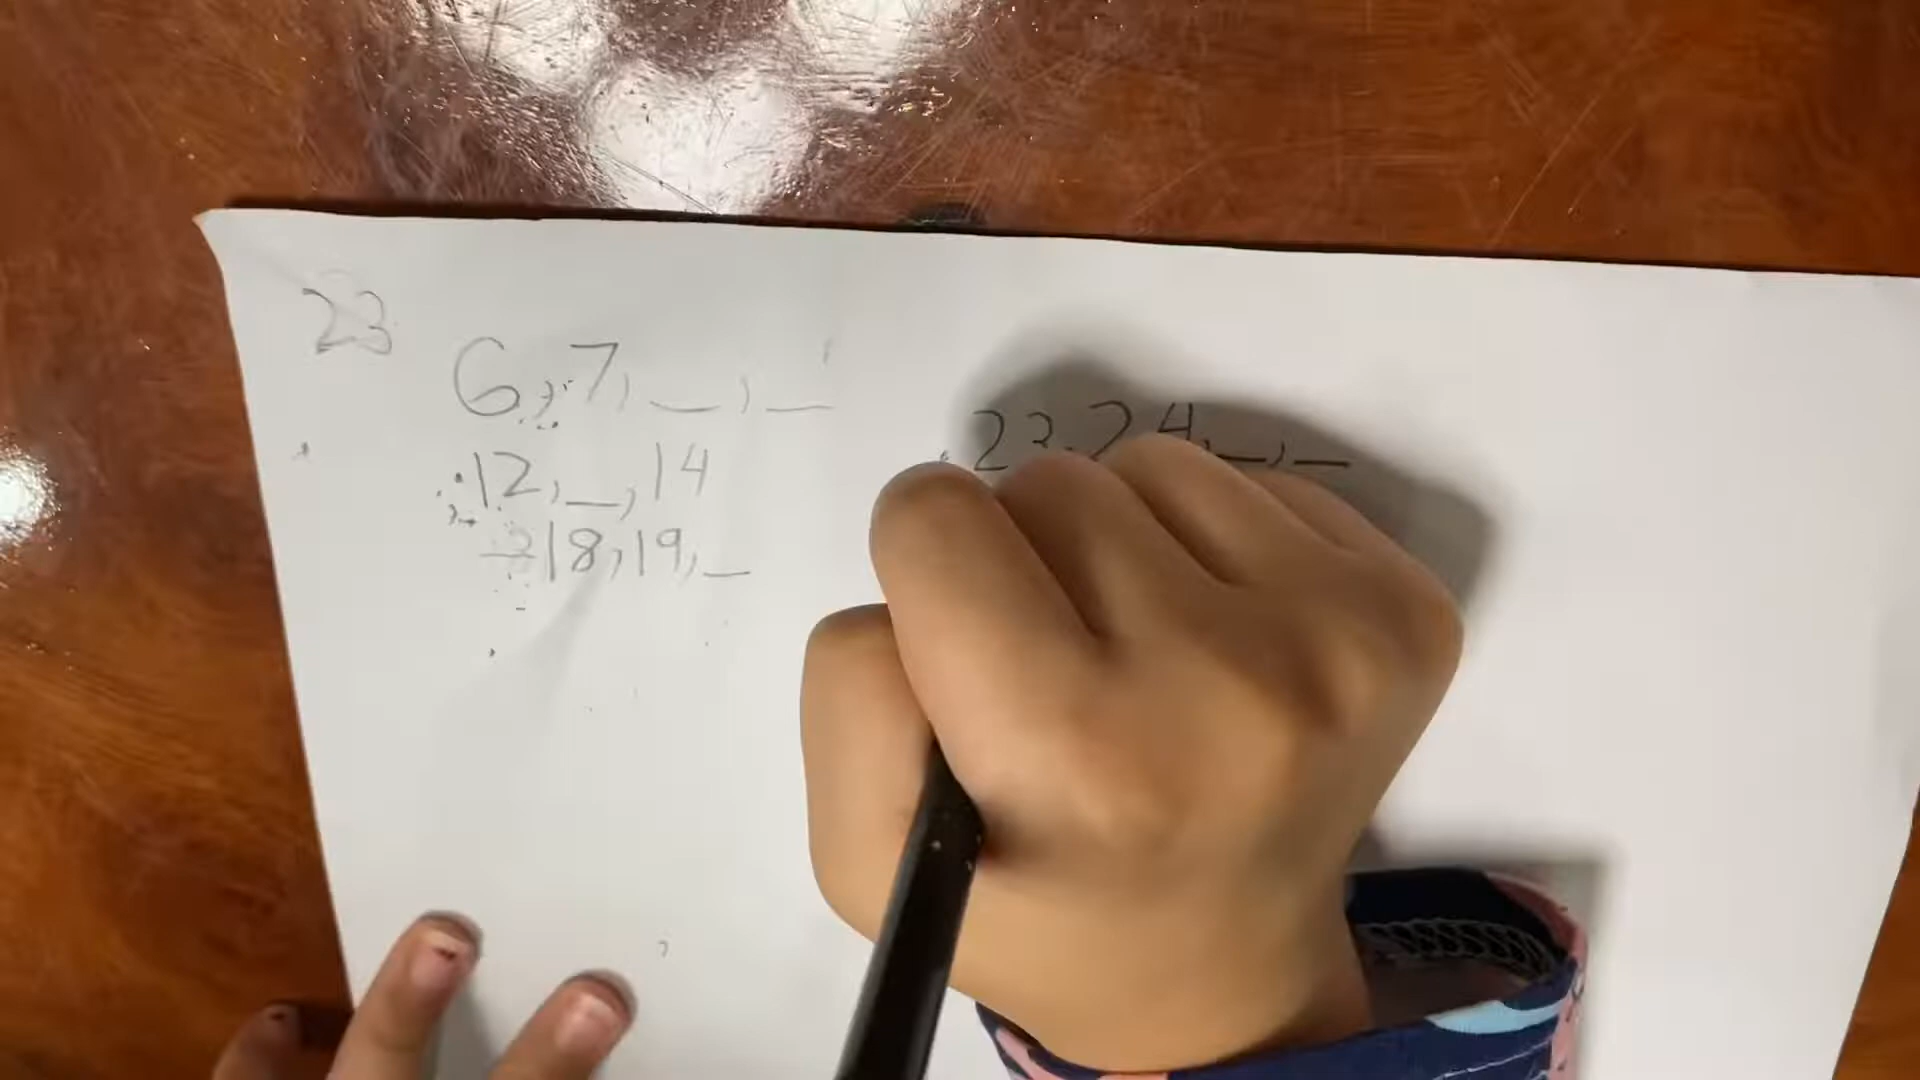 23
6, 7, _, _
12, _, 14
_ 18, 19, _
23, 24, _, _